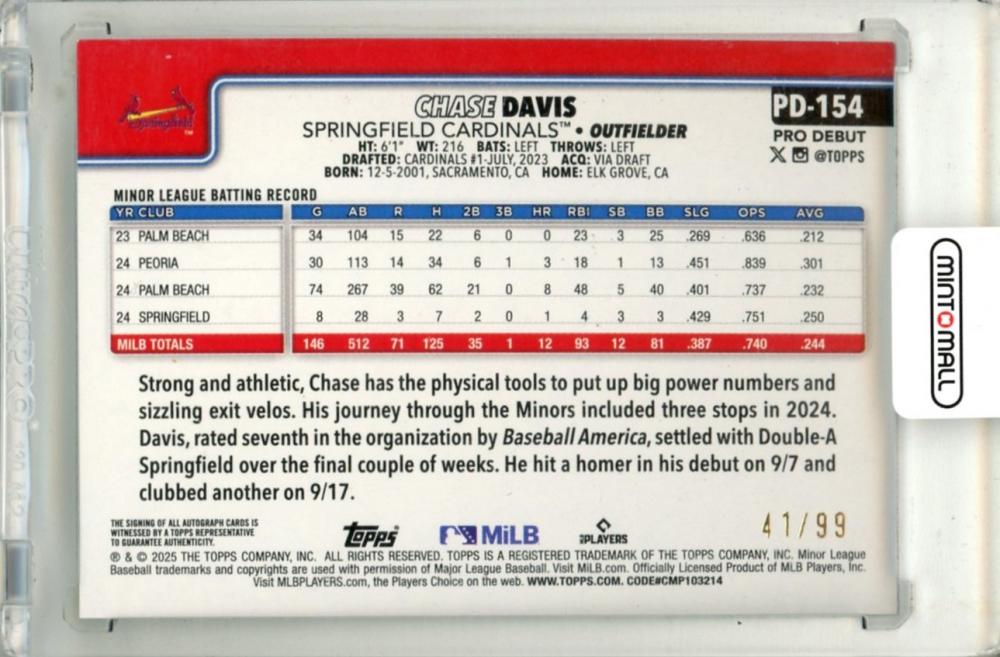 Springfield
CHASE DAVIS
SPRINGFIELD CARDINALS™ • OUTFIELDER
HT: 6'1" WT: 216 BATS: LEFT THROWS: LEFT
DRAFTED: CARDINALS #1-JULY, 2023 ACQ: VIA DRAFT
BORN: 12-5-2001, SACRAMENTO, CA HOME: ELK GROVE, CA
PD-154
PRO DEBUT
X @TOPPS
MINOR LEAGUE BATTING RECORD
YR CLUB G AB R H 2B 3B HR RBI SB BB SLG OPS AVG
23 PALM BEACH 34 104 15 22 6 0 0 23 3 25 .269 .636 .212
24 PEORIA 30 113 14 34 6 1 3 18 1 13 .451 .839 .301
24 PALM BEACH 74 267 39 62 21 0 8 48 5 40 .401 .737 .232
24 SPRINGFIELD 8 28 3 7 2 0 1 4 3 3 .429 .751 .250
MILB TOTALS 146 512 71 125 35 1 12 93 12 81 .387 .740 .244
Strong and athletic, Chase has the physical tools to put up big power numbers and
sizzling exit velos. His journey through the Minors included three stops in 2024.
Davis, rated seventh in the organization by Baseball America, settled with Double-A
Springfield over the final couple of weeks. He hit a homer in his debut on 9/7 and
clubbed another on 9/17.
THE SIGNING OF ALL AUTOGRAPH CARDS IS
WITNESSED BY A TOPPS REPRESENTATIVE
TO GUARANTEE AUTHENTICITY.
Topps
MiLB
PLAYERS
41/99
® & © 2025 THE TOPPS COMPANY, INC. ALL RIGHTS RESERVED. TOPPS IS A REGISTERED TRADEMARK OF THE TOPPS COMPANY, INC. Minor League
Baseball trademarks and copyrights are used with permission of Major League Baseball. Visit MiLB.com. Officially Licensed Product of MLB Players, Inc.
Visit MLBPLAYERS.com, the Players Choice on the web. WWW.TOPPS.COM. CODE#CMP103214
MINTOMALL